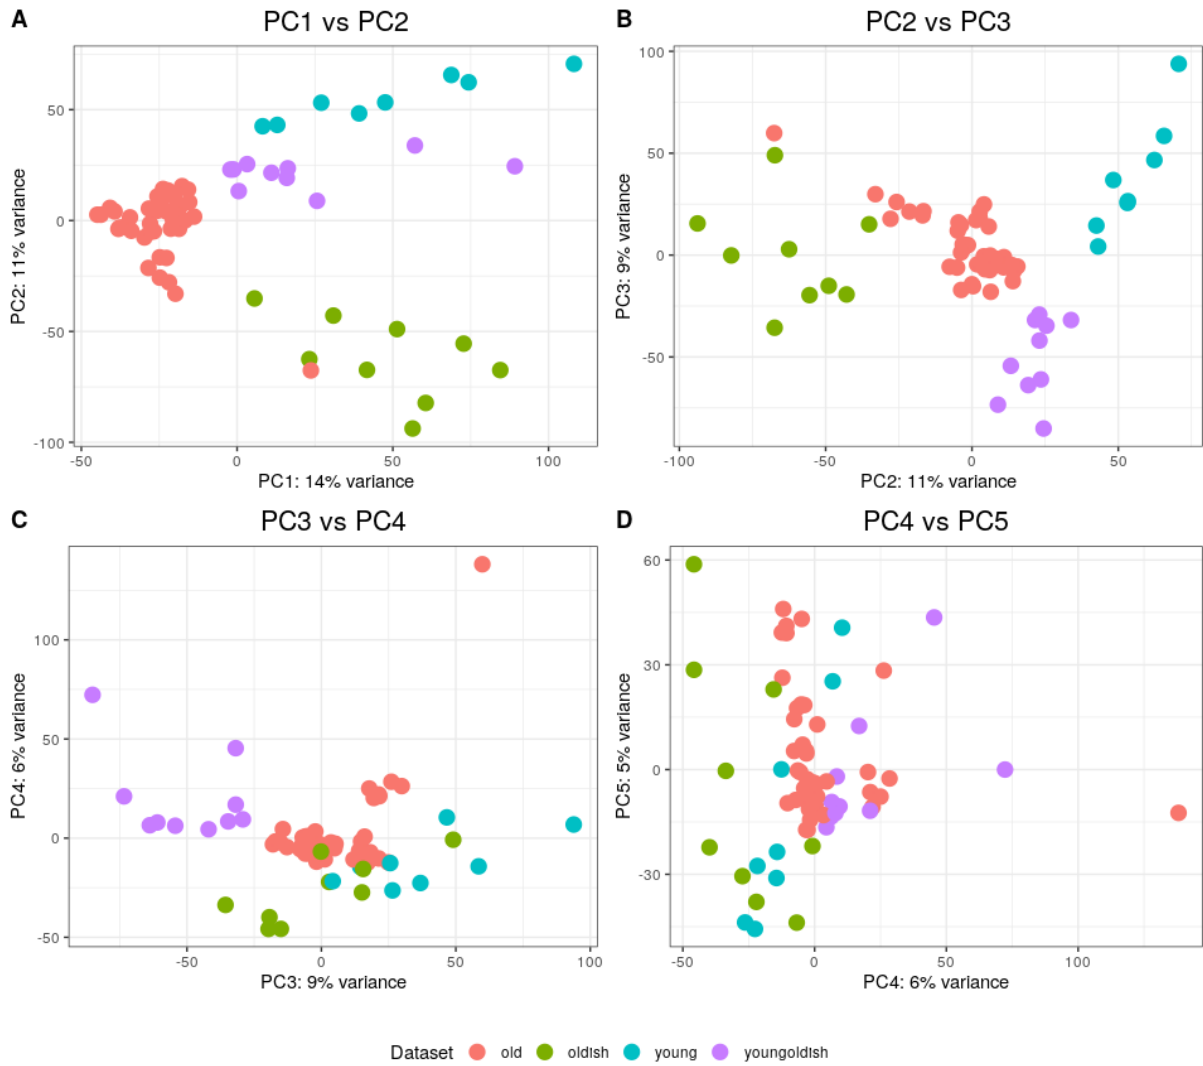 A
PC1 vs PC2
PC2: 11% variance
50
0
-50
-100
-50
0
50
100
PC1: 14% variance
B
PC2 vs PC3
PC3: 9% variance
100
50
0
-50
-100
-50
0
50
PC2: 11% variance
C
PC3 vs PC4
PC4: 6% variance
100
50
0
-50
-50
0
50
100
PC3: 9% variance
D
PC4 vs PC5
PC5: 5% variance
60
30
0
-30
-50
0
50
100
PC4: 6% variance
Dataset old oldish young youngoldish